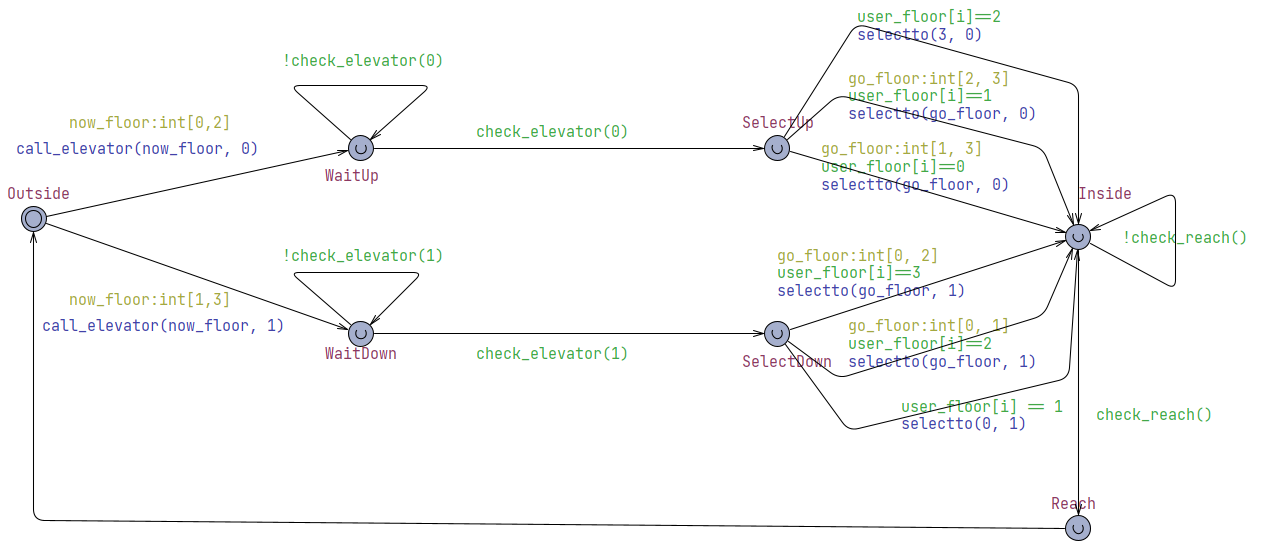 user_floor[i]==2
selectto(3, 0)
!check_elevator(0)
go_floor:int[2, 3]
user_floor[i]==1
selectto(go_floor, 0)
now_floor:int[0,2]
call_elevator(now_floor, 0)
check_elevator(0)
SelectUp
WaitUp
go_floor:int[1, 3]
user_floor[i]==0
selectto(go_floor, 0)
Outside
Inside
!check_reach()
!check_elevator(1)
go_floor:int[0, 2]
user_floor[i]==3
selectto(go_floor, 1)
now_floor:int[1,3]
call_elevator(now_floor, 1)
WaitDown
check_elevator(1)
SelectDown
go_floor:int[0, 1]
user_floor[i]==2
selectto(go_floor, 1)
user_floor[i] == 1
selectto(0, 1)
check_reach()
Reach